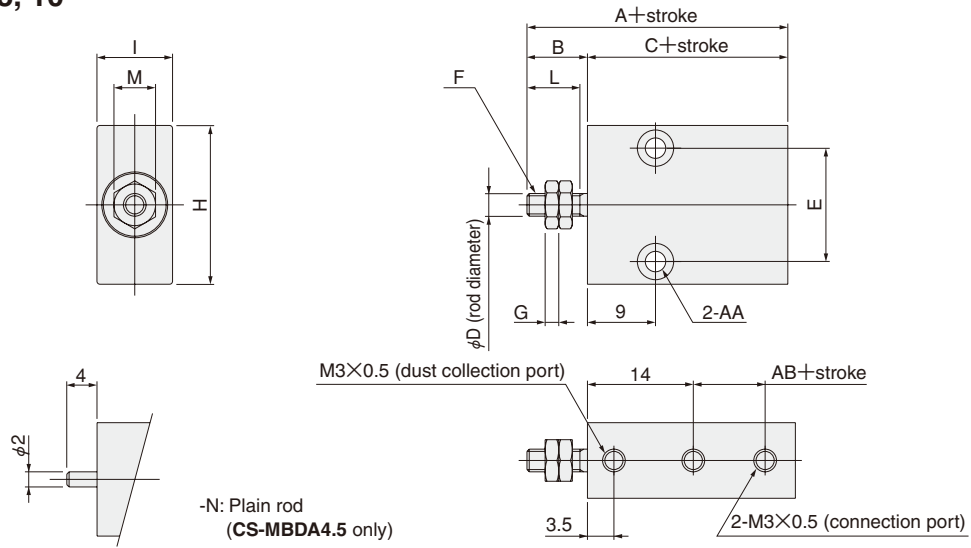 6, 10
A+stroke
I
B
C+stroke
M
L
F
H
E
φD (rod diameter)
G
9
2-AA
M3×0.5 (dust collection port)
4
14
AB+stroke
φ2
-N: Plain rod
(CS-MBDA4.5 only)
3.5
2-M3×0.5 (connection port)